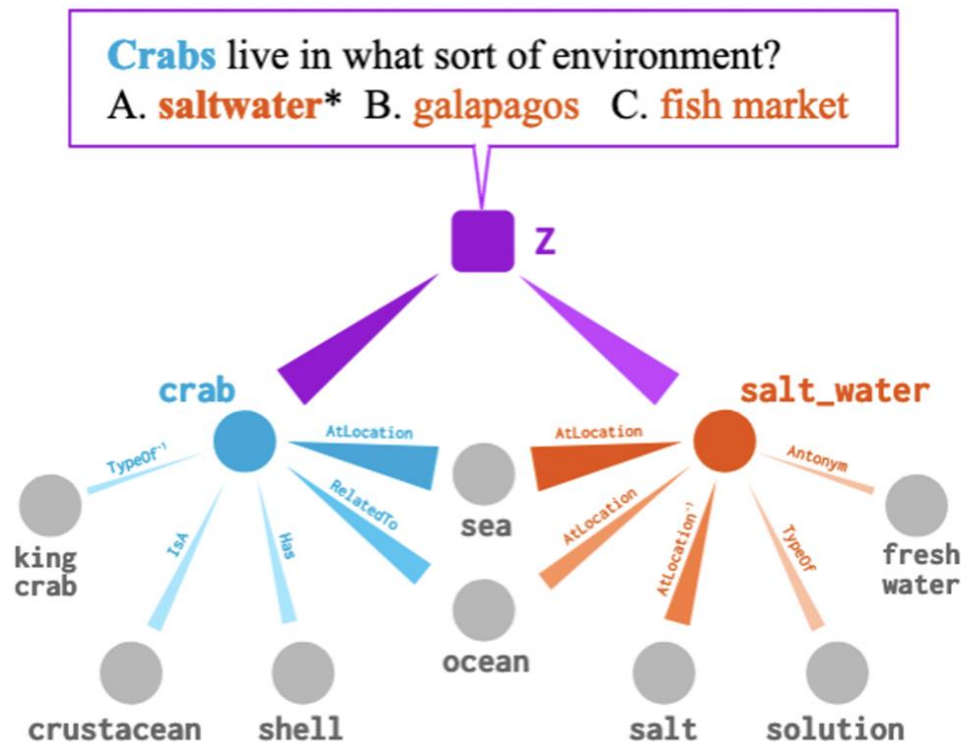 Crabs live in what sort of environment?
A. saltwater* B. galapagos C. fish market
Z
crab
salt_water
AtLocation
AtLocation
TypeOf⁻¹
RelatedTo
AtLocation
Antonym
IsA
Has
AtLocation⁻¹
TypeOf
sea
king
crab
fresh
water
ocean
crustacean
shell
salt
solution